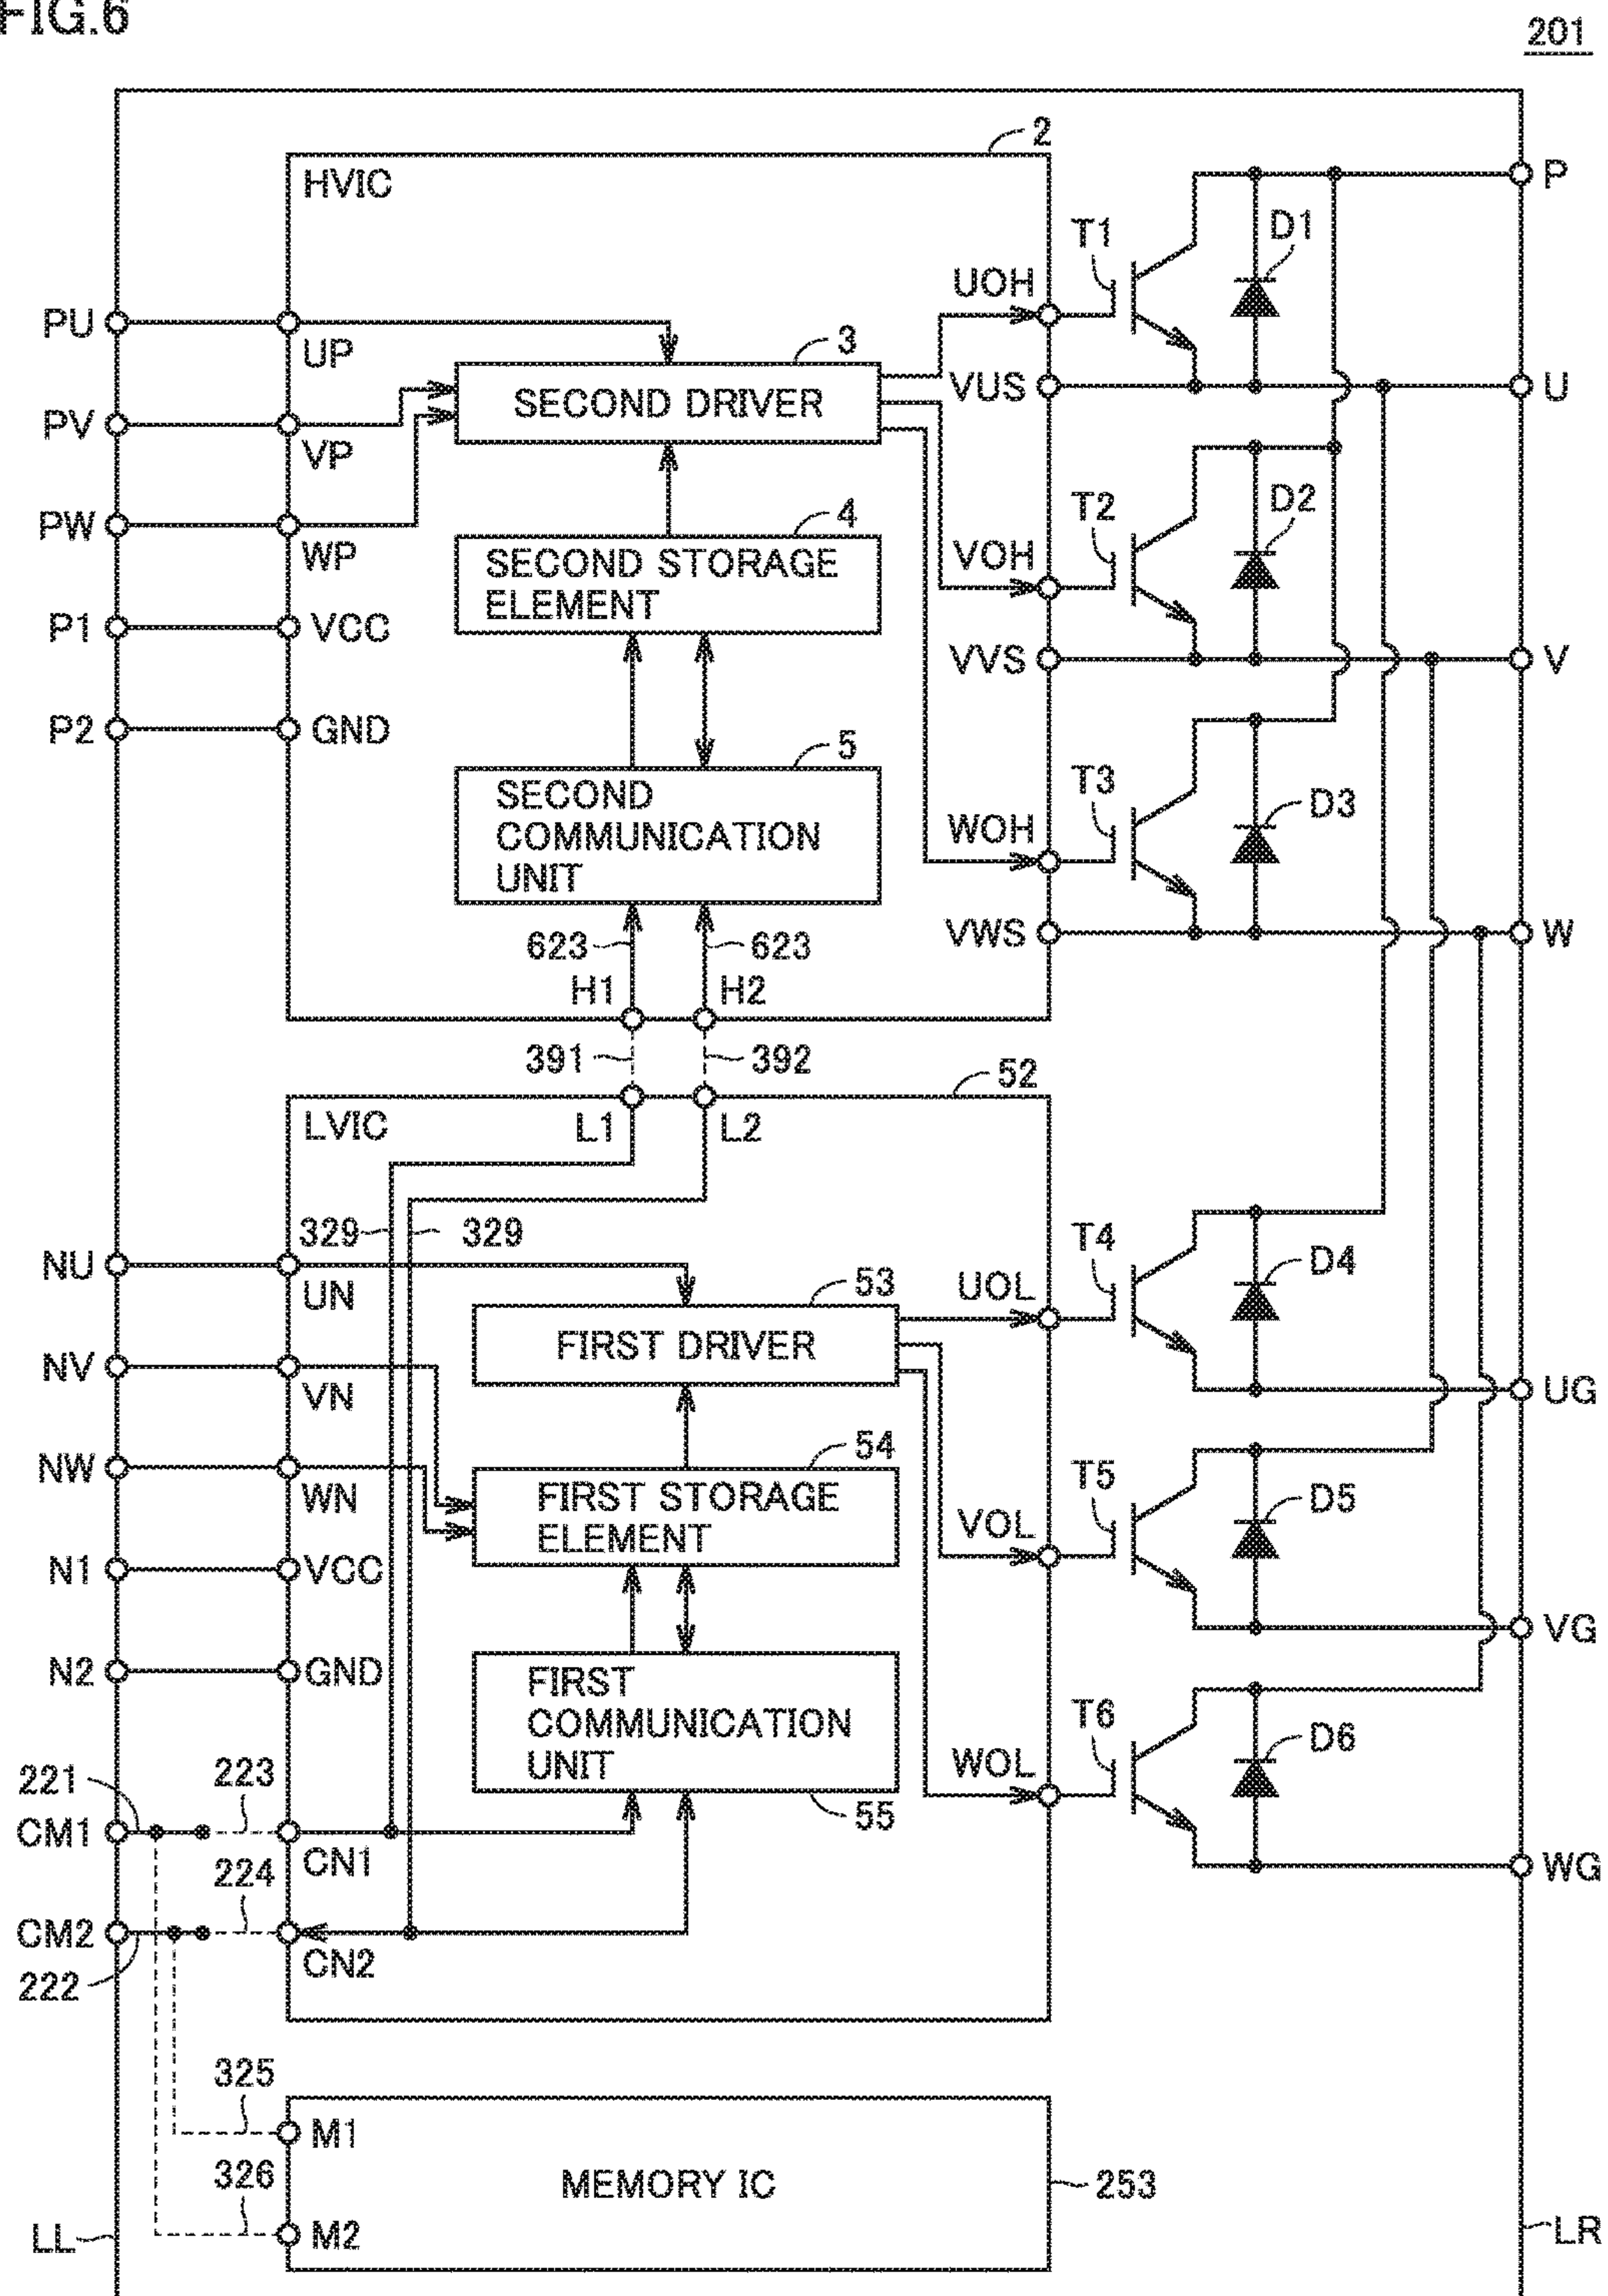 FIG.6
201
2
HVIC
P
T1
D1
UOH
PU
UP
3
SECOND DRIVER
VUS
U
PV
VP
T2
D2
PW
WP
4
SECOND STORAGE
ELEMENT
VOH
P1
VCC
VVS
V
P2
GND
5
SECOND
COMMUNICATION
UNIT
T3
D3
WOH
VWS
W
623
623
H1
H2
391
392
52
LVIC
L1
L2
329
329
NU
UN
T4
D4
53
FIRST DRIVER
UOL
NV
VN
UG
54
FIRST STORAGE
ELEMENT
NW
WN
T5
D5
VOL
N1
VCC
VG
N2
GND
FIRST
COMMUNICATION
UNIT
55
T6
D6
WOL
221
223
CM1
CN1
224
WG
CM2
CN2
222
325
M1
MEMORY IC
253
326
M2
LL
LR